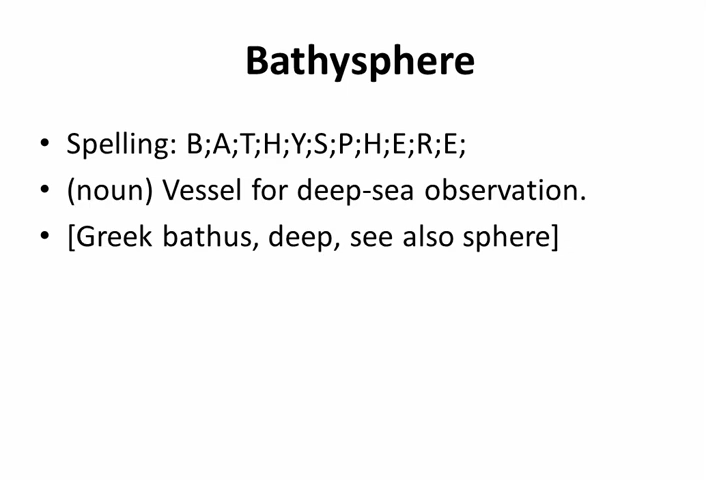 Bathysphere
• Spelling: B;A;T;H;Y;S;P;H;E;R;E;
• (noun) Vessel for deep-sea observation.
• [Greek bathus, deep, see also sphere]